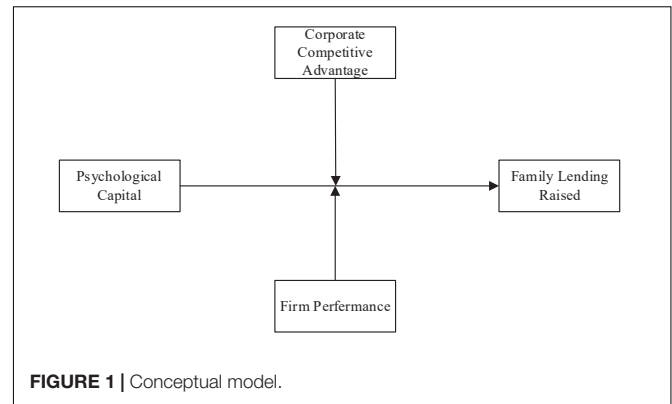 Corporate
Competitive
Advantage
Psychological
Capital
Family Lending
Raised
Firm Perfermance
FIGURE 1 | Conceptual model.